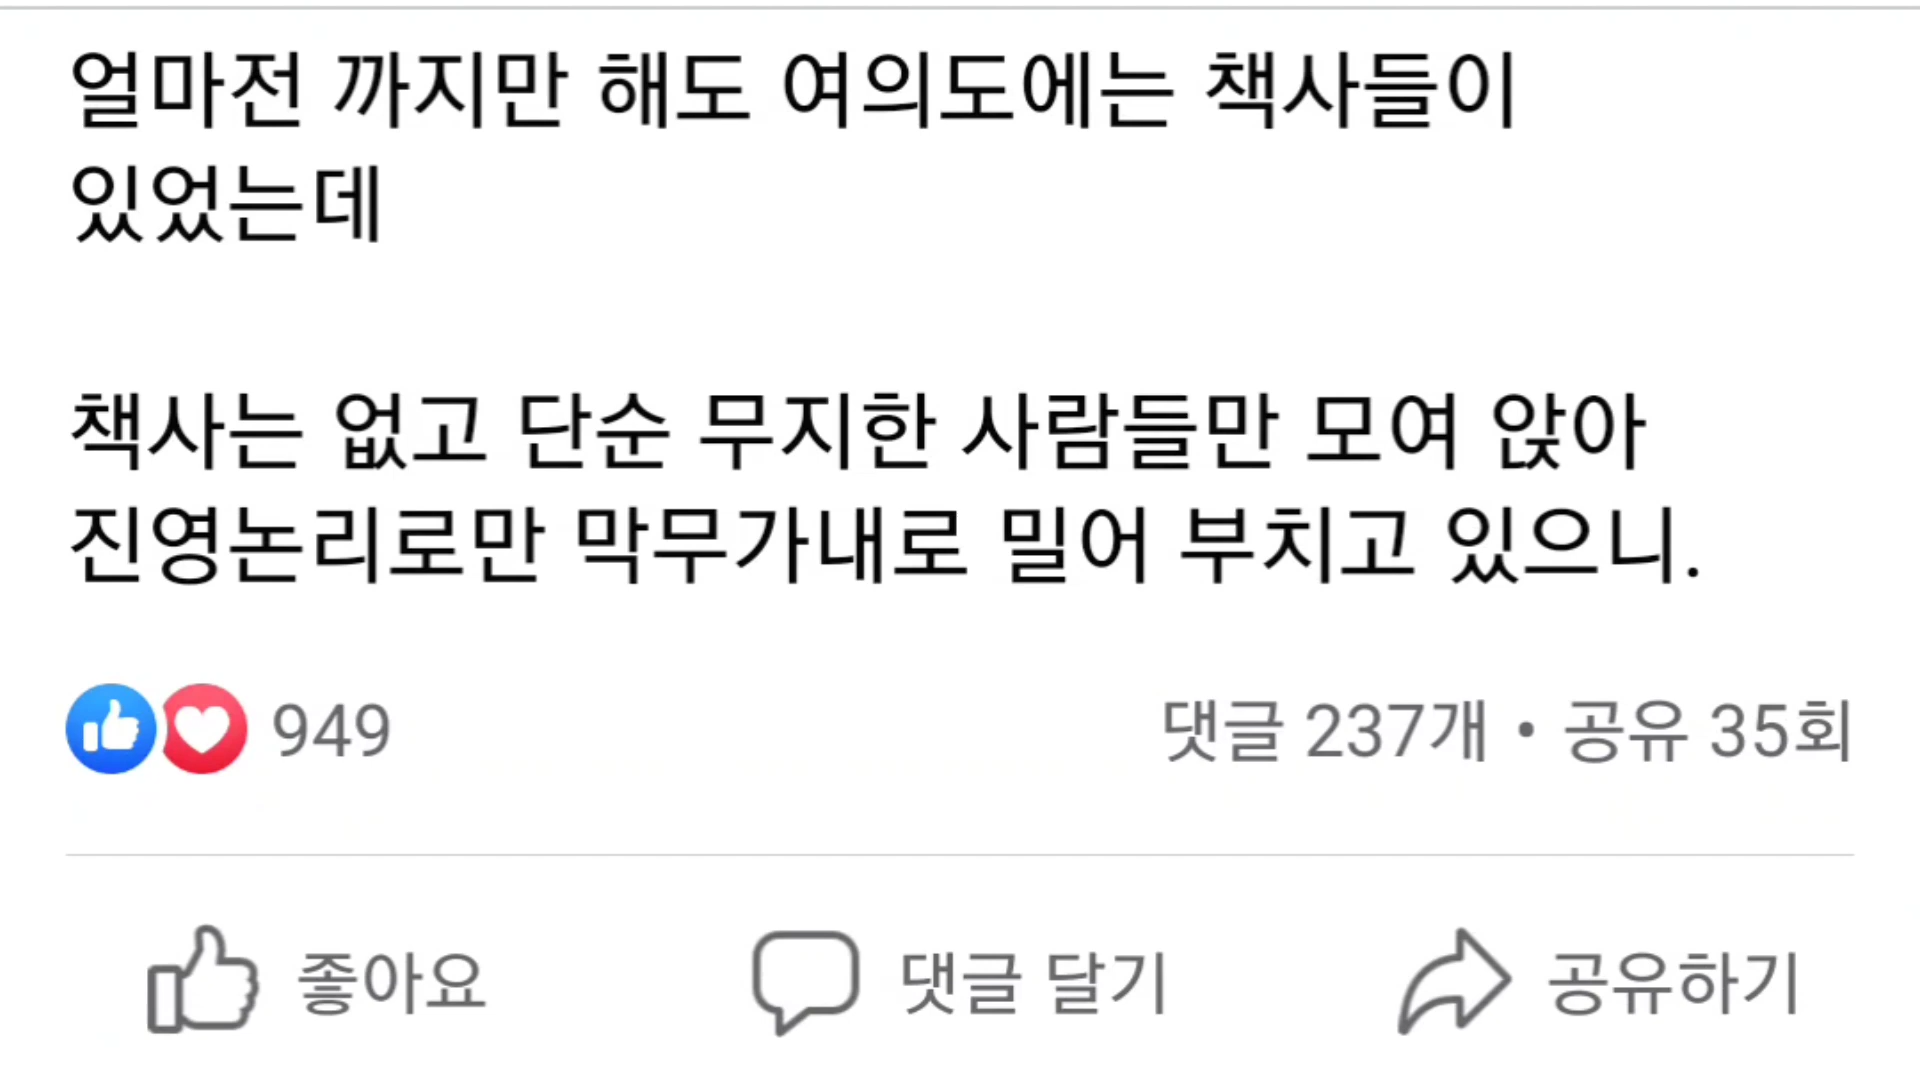 얼마전 까지만 해도 여의도에는 책사들이
있었는데
책사는 없고 단순 무지한 사람들만 모여 앉아
진영논리로만 막무가내로 밀어 부치고 있으니.
949
댓글 237개 • 공유 35회
좋아요
댓글 달기
공유하기